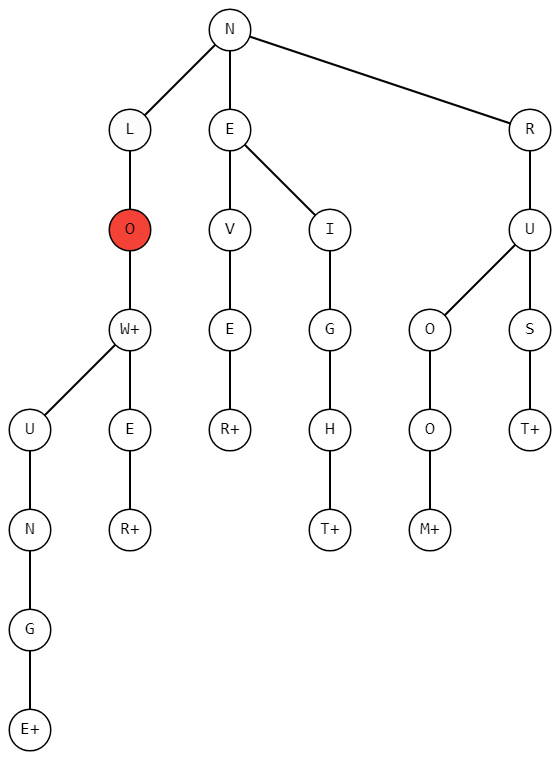 N
L E R
O V I U
W+ E G O S
U E R+ H O T+
N R+ T+ M+
G
E+